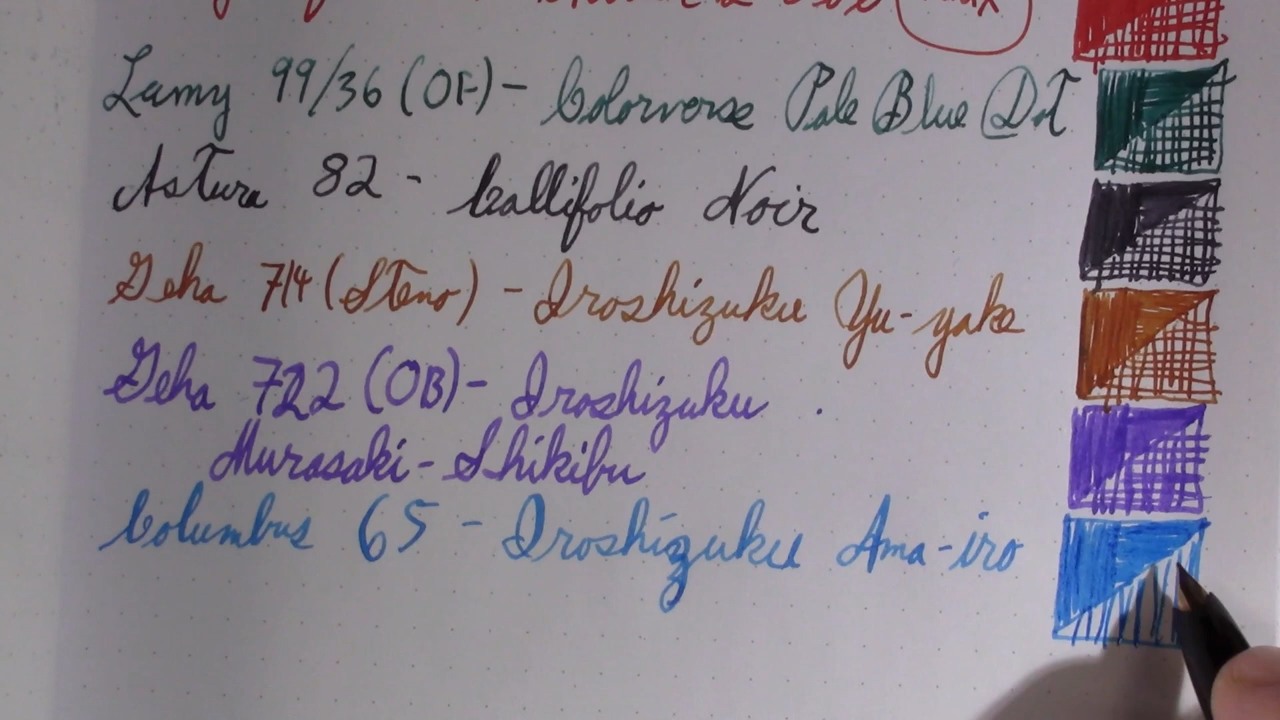 Lamy 99/36 (OF) - Colorverse Pale Blue Dot
Astura 82 - Callifolio Noir
Geha 714 (Steno) - Iroshizuku Yu-yake
Geha 722 (OB) - Iroshizuku
Murasaki-Shikibu
Columbus 65 - Iroshizuku Ama-iro